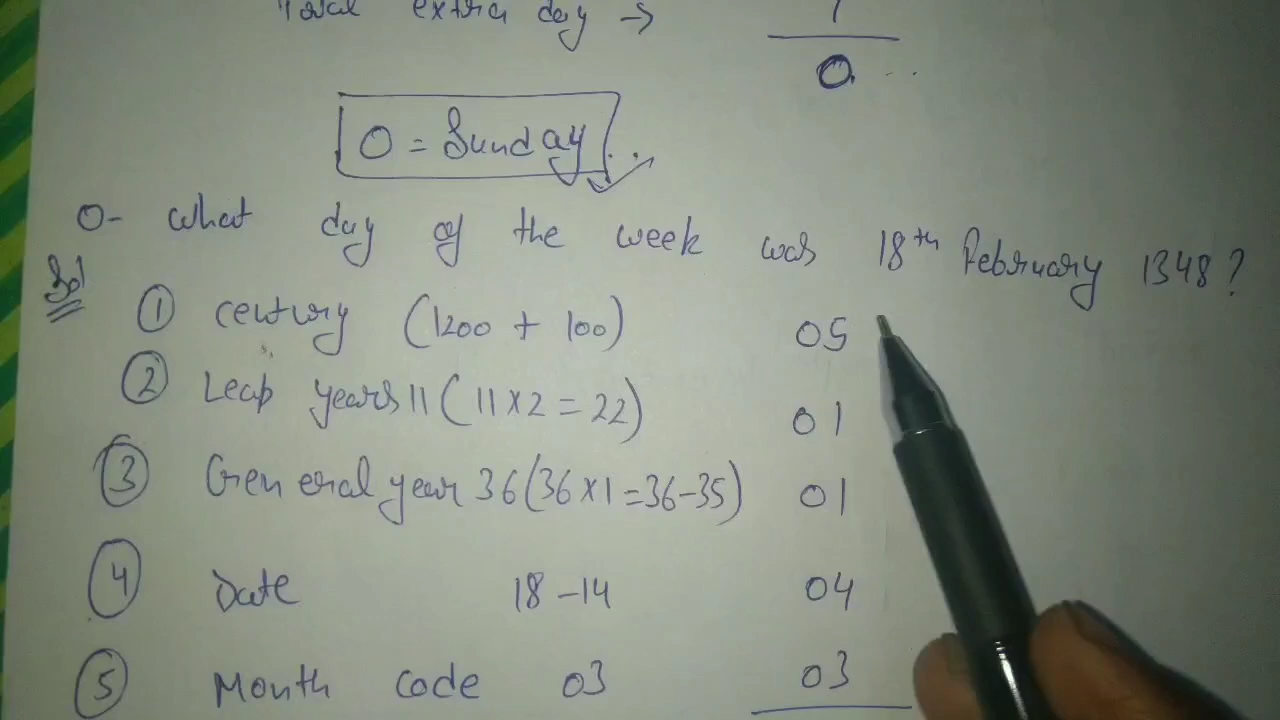 Total extra day → 1
0
0 = Sunday
Q- What day of the week was 18th February 1348?
Sol
① Century (1200 + 100) 05
② Leap years 11 (11×2=22) 01
③ General year 36 (36×1=36-35) 01
④ Date 18-14 04
⑤ Month code 03 03